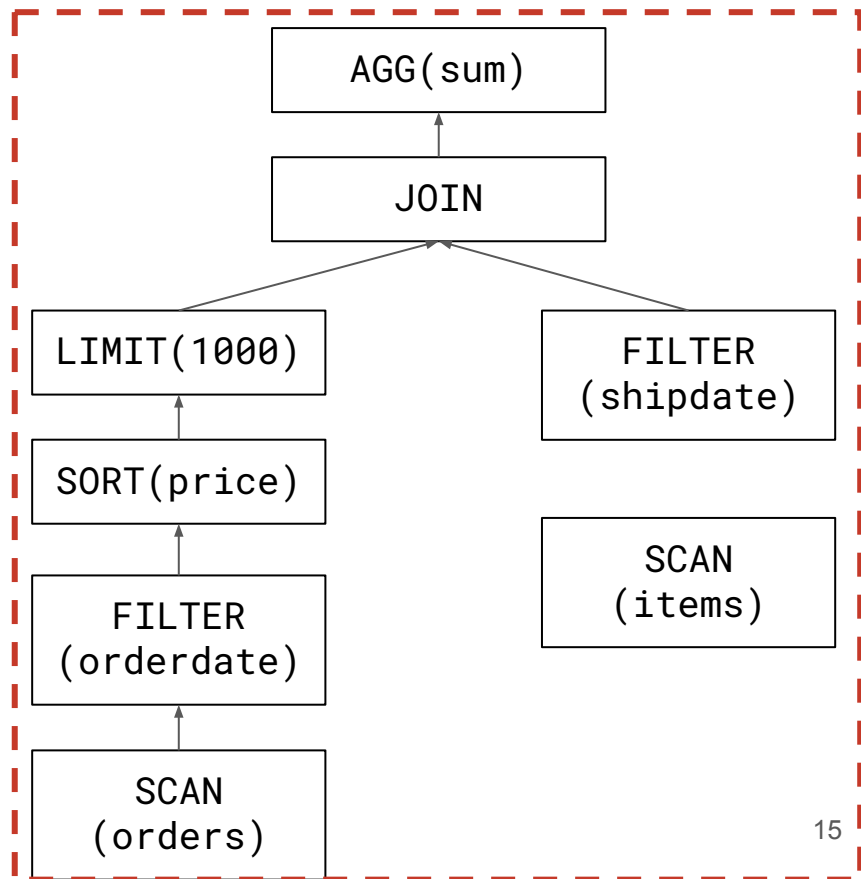 AGG(sum)
JOIN
LIMIT(1000)
FILTER
(shipdate)
SORT(price)
SCAN
(items)
FILTER
(orderdate)
SCAN
(orders)
15